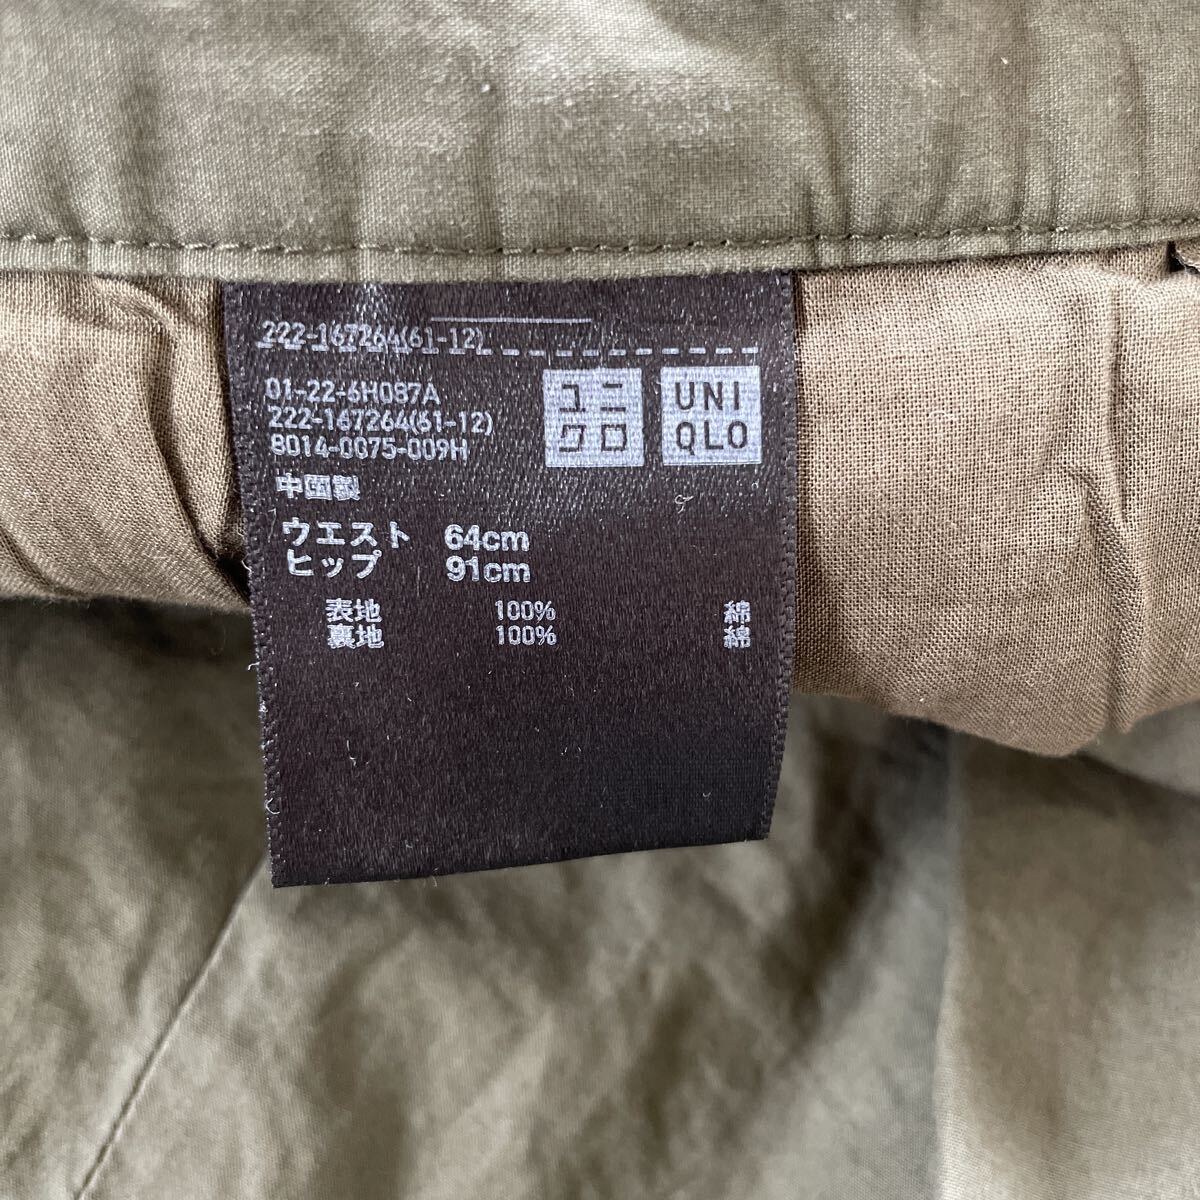 222-167264(61-12)
01-22-6H087A
222-167264(61-12)
8014-0075-009H
ユニ
クロ
UNI
QLO
中国製
ウエスト 64cm
ヒップ 91cm
表地 100% 綿
裏地 100% 綿